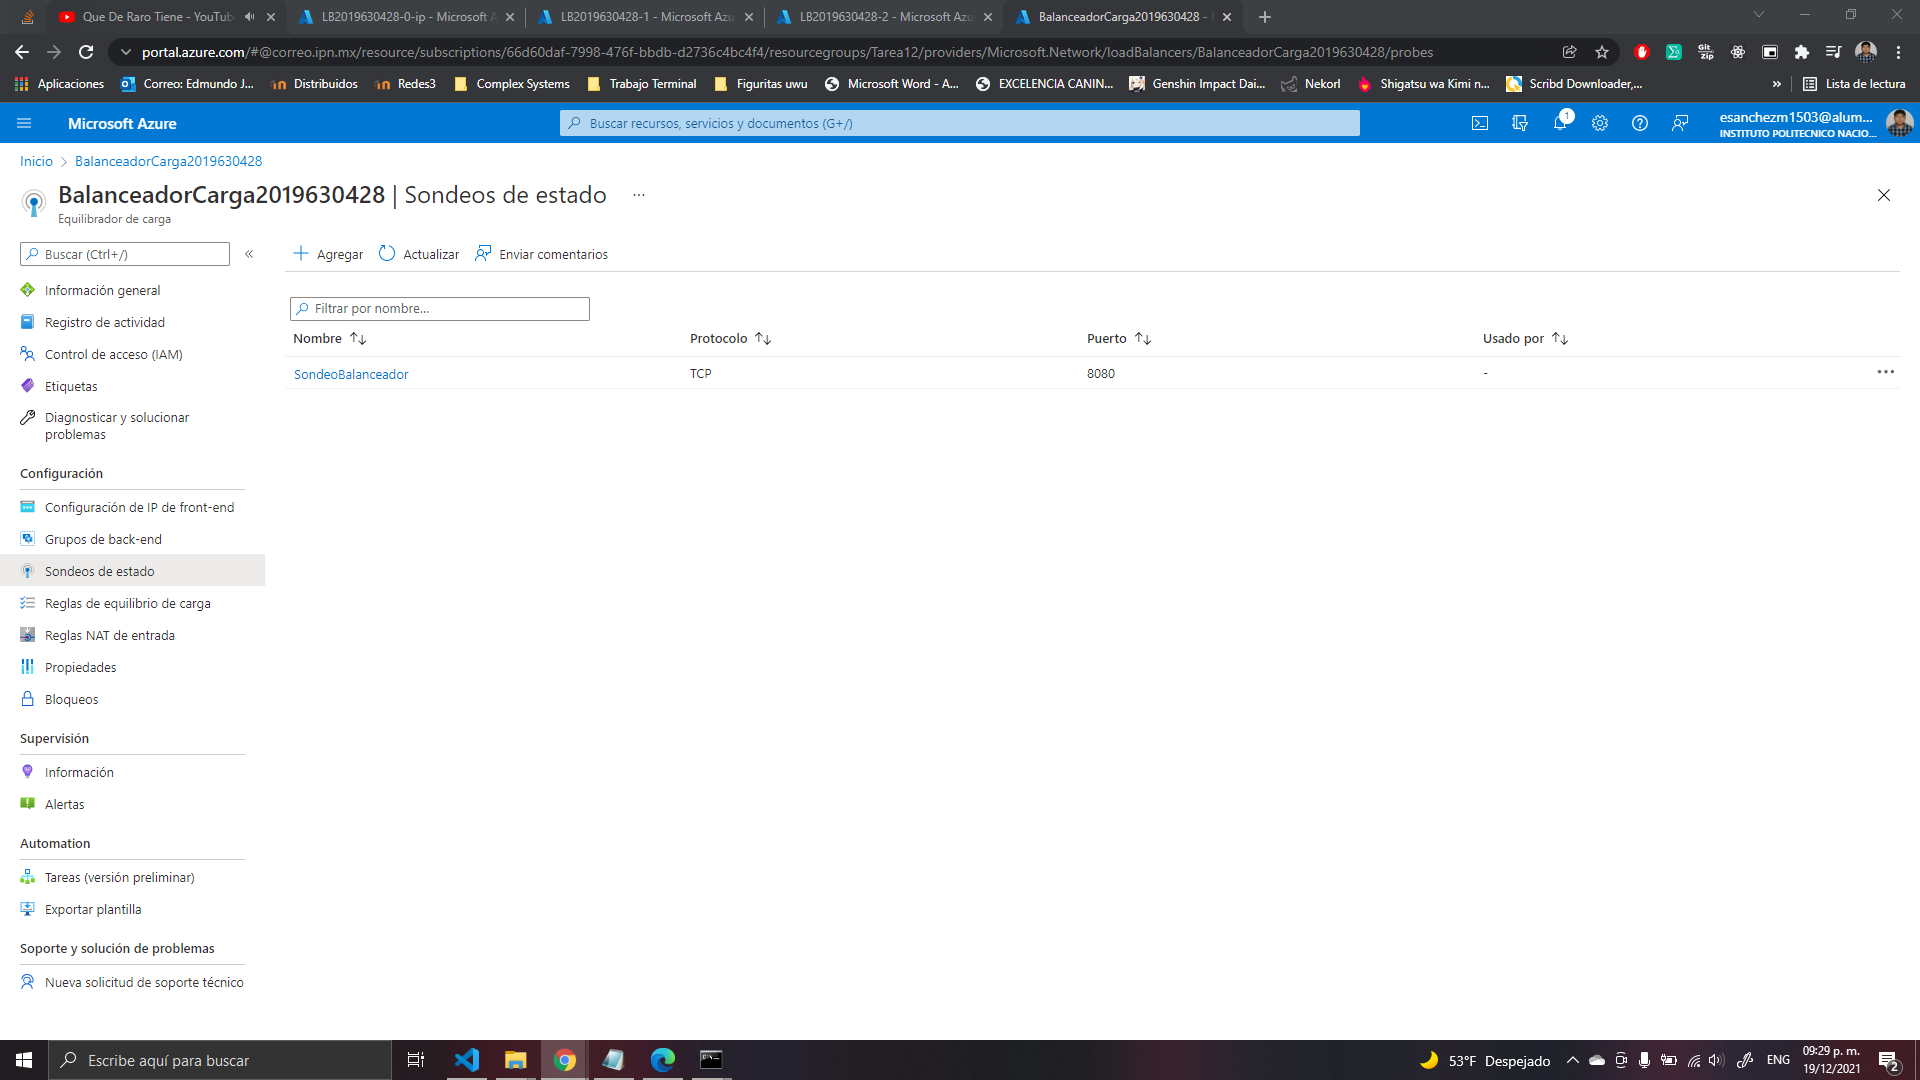 Que De Raro Tiene - YouTub
LB2019630428-0-ip - Microsoft A
LB2019630428-1 - Microsoft Azu
LB2019630428-2 - Microsoft Azu
BalanceadorCarga2019630428 -
portal.azure.com/#@correo.ipn.mx/resource/subscriptions/66d60daf-7998-476f-bbdb-d2736c4bc4f4/resourcegroups/Tarea12/providers/Microsoft.Network/loadBalancers/BalanceadorCarga2019630428/probes
Git zip
Aplicaciones
Correo: Edmundo J...
Distribuidos
Redes3
Complex Systems
Trabajo Terminal
Figuritas uwu
Microsoft Word - A...
EXCELENCIA CANIN...
Genshin Impact Dai...
Nekorl
Shigatsu wa Kimi n...
Scribd Downloader,...
»
Lista de lectura
Microsoft Azure
Buscar recursos, servicios y documentos (G+/)
1
esanchezm1503@alum...
INSTITUTO POLITECNICO NACIO...
Inicio > BalanceadorCarga2019630428
BalanceadorCarga2019630428 | Sondeos de estado ...
Equilibrador de carga
Buscar (Ctrl+/)
«
Agregar
Actualizar
Enviar comentarios
Información general
Registro de actividad
Control de acceso (IAM)
Etiquetas
Diagnosticar y solucionar
problemas
Configuración
Configuración de IP de front-end
Grupos de back-end
Sondeos de estado
Reglas de equilibrio de carga
Reglas NAT de entrada
Propiedades
Bloqueos
Supervisión
Información
Alertas
Automation
Tareas (versión preliminar)
Exportar plantilla
Soporte y solución de problemas
Nueva solicitud de soporte técnico
Filtrar por nombre...
Nombre ↑↓ Protocolo ↑↓ Puerto ↑↓ Usado por ↑↓
SondeoBalanceador TCP 8080 - ...
Escribe aquí para buscar
53°F Despejado
ENG
09:29 p. m.
19/12/2021
2